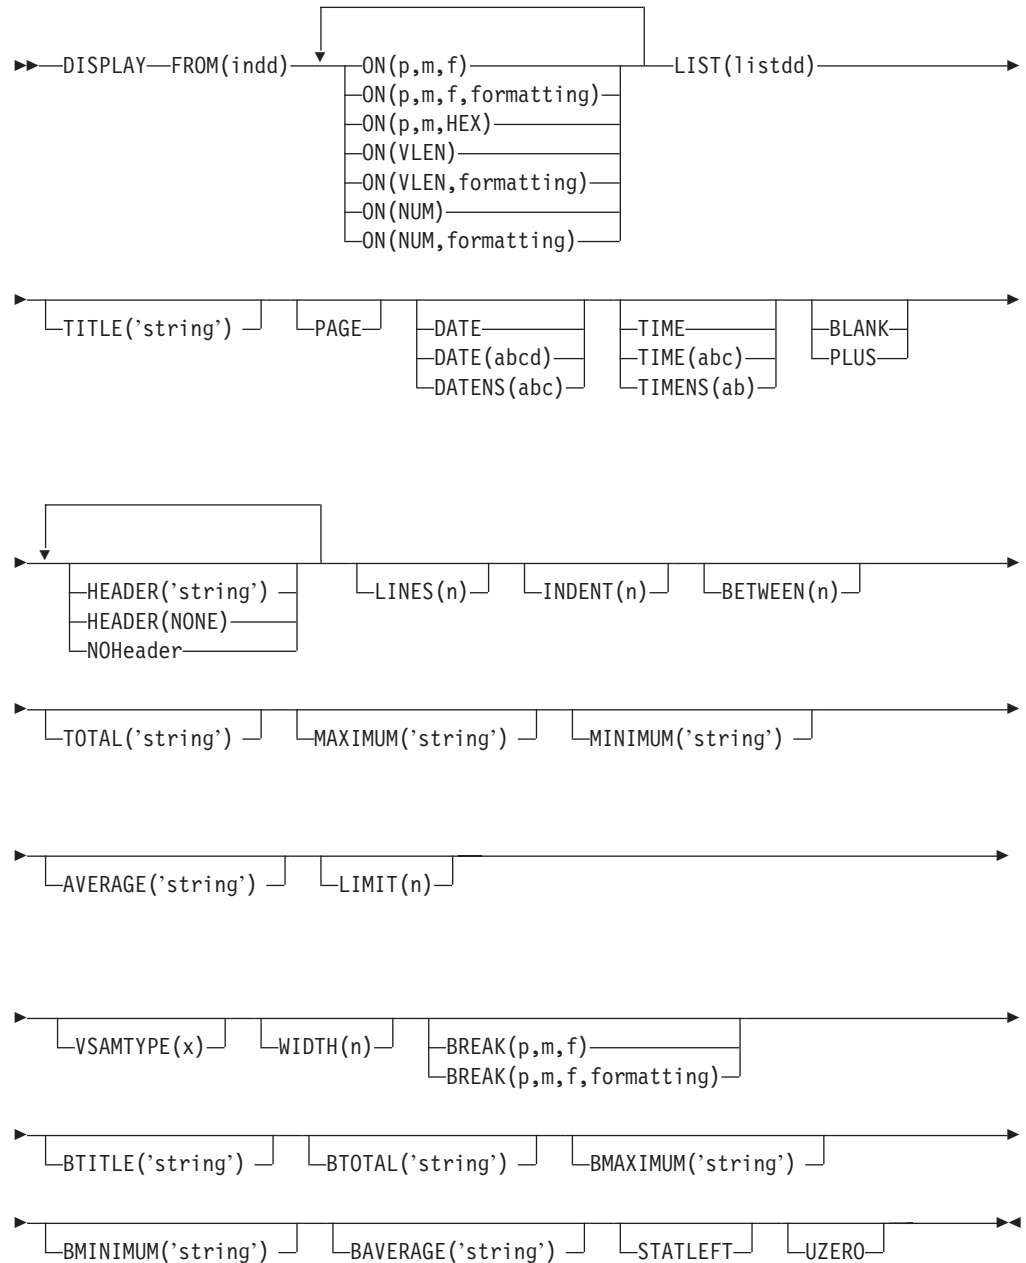 DISPLAY FROM(indd) ON(p,m,f) LIST(listdd)
ON(p,m,f,formatting)
ON(p,m,HEX)
ON(VLEN)
ON(VLEN,formatting)
ON(NUM)
ON(NUM,formatting)
TITLE(’string’) PAGE DATE TIME BLANK
DATE(abcd) TIME(abc) PLUS
DATENS(abc) TIMENS(ab)
HEADER(’string’) LINES(n) INDENT(n) BETWEEN(n)
HEADER(NONE)
NOHeader
TOTAL(’string’) MAXIMUM(’string’) MINIMUM(’string’)
AVERAGE(’string’) LIMIT(n)
VSAMTYPE(x) WIDTH(n) BREAK(p,m,f)
BREAK(p,m,f,formatting)
BTITLE(’string’) BTOTAL(’string’) BMAXIMUM(’string’)
BMINIMUM(’string’) BAVERAGE(’string’) STATLEFT UZERO